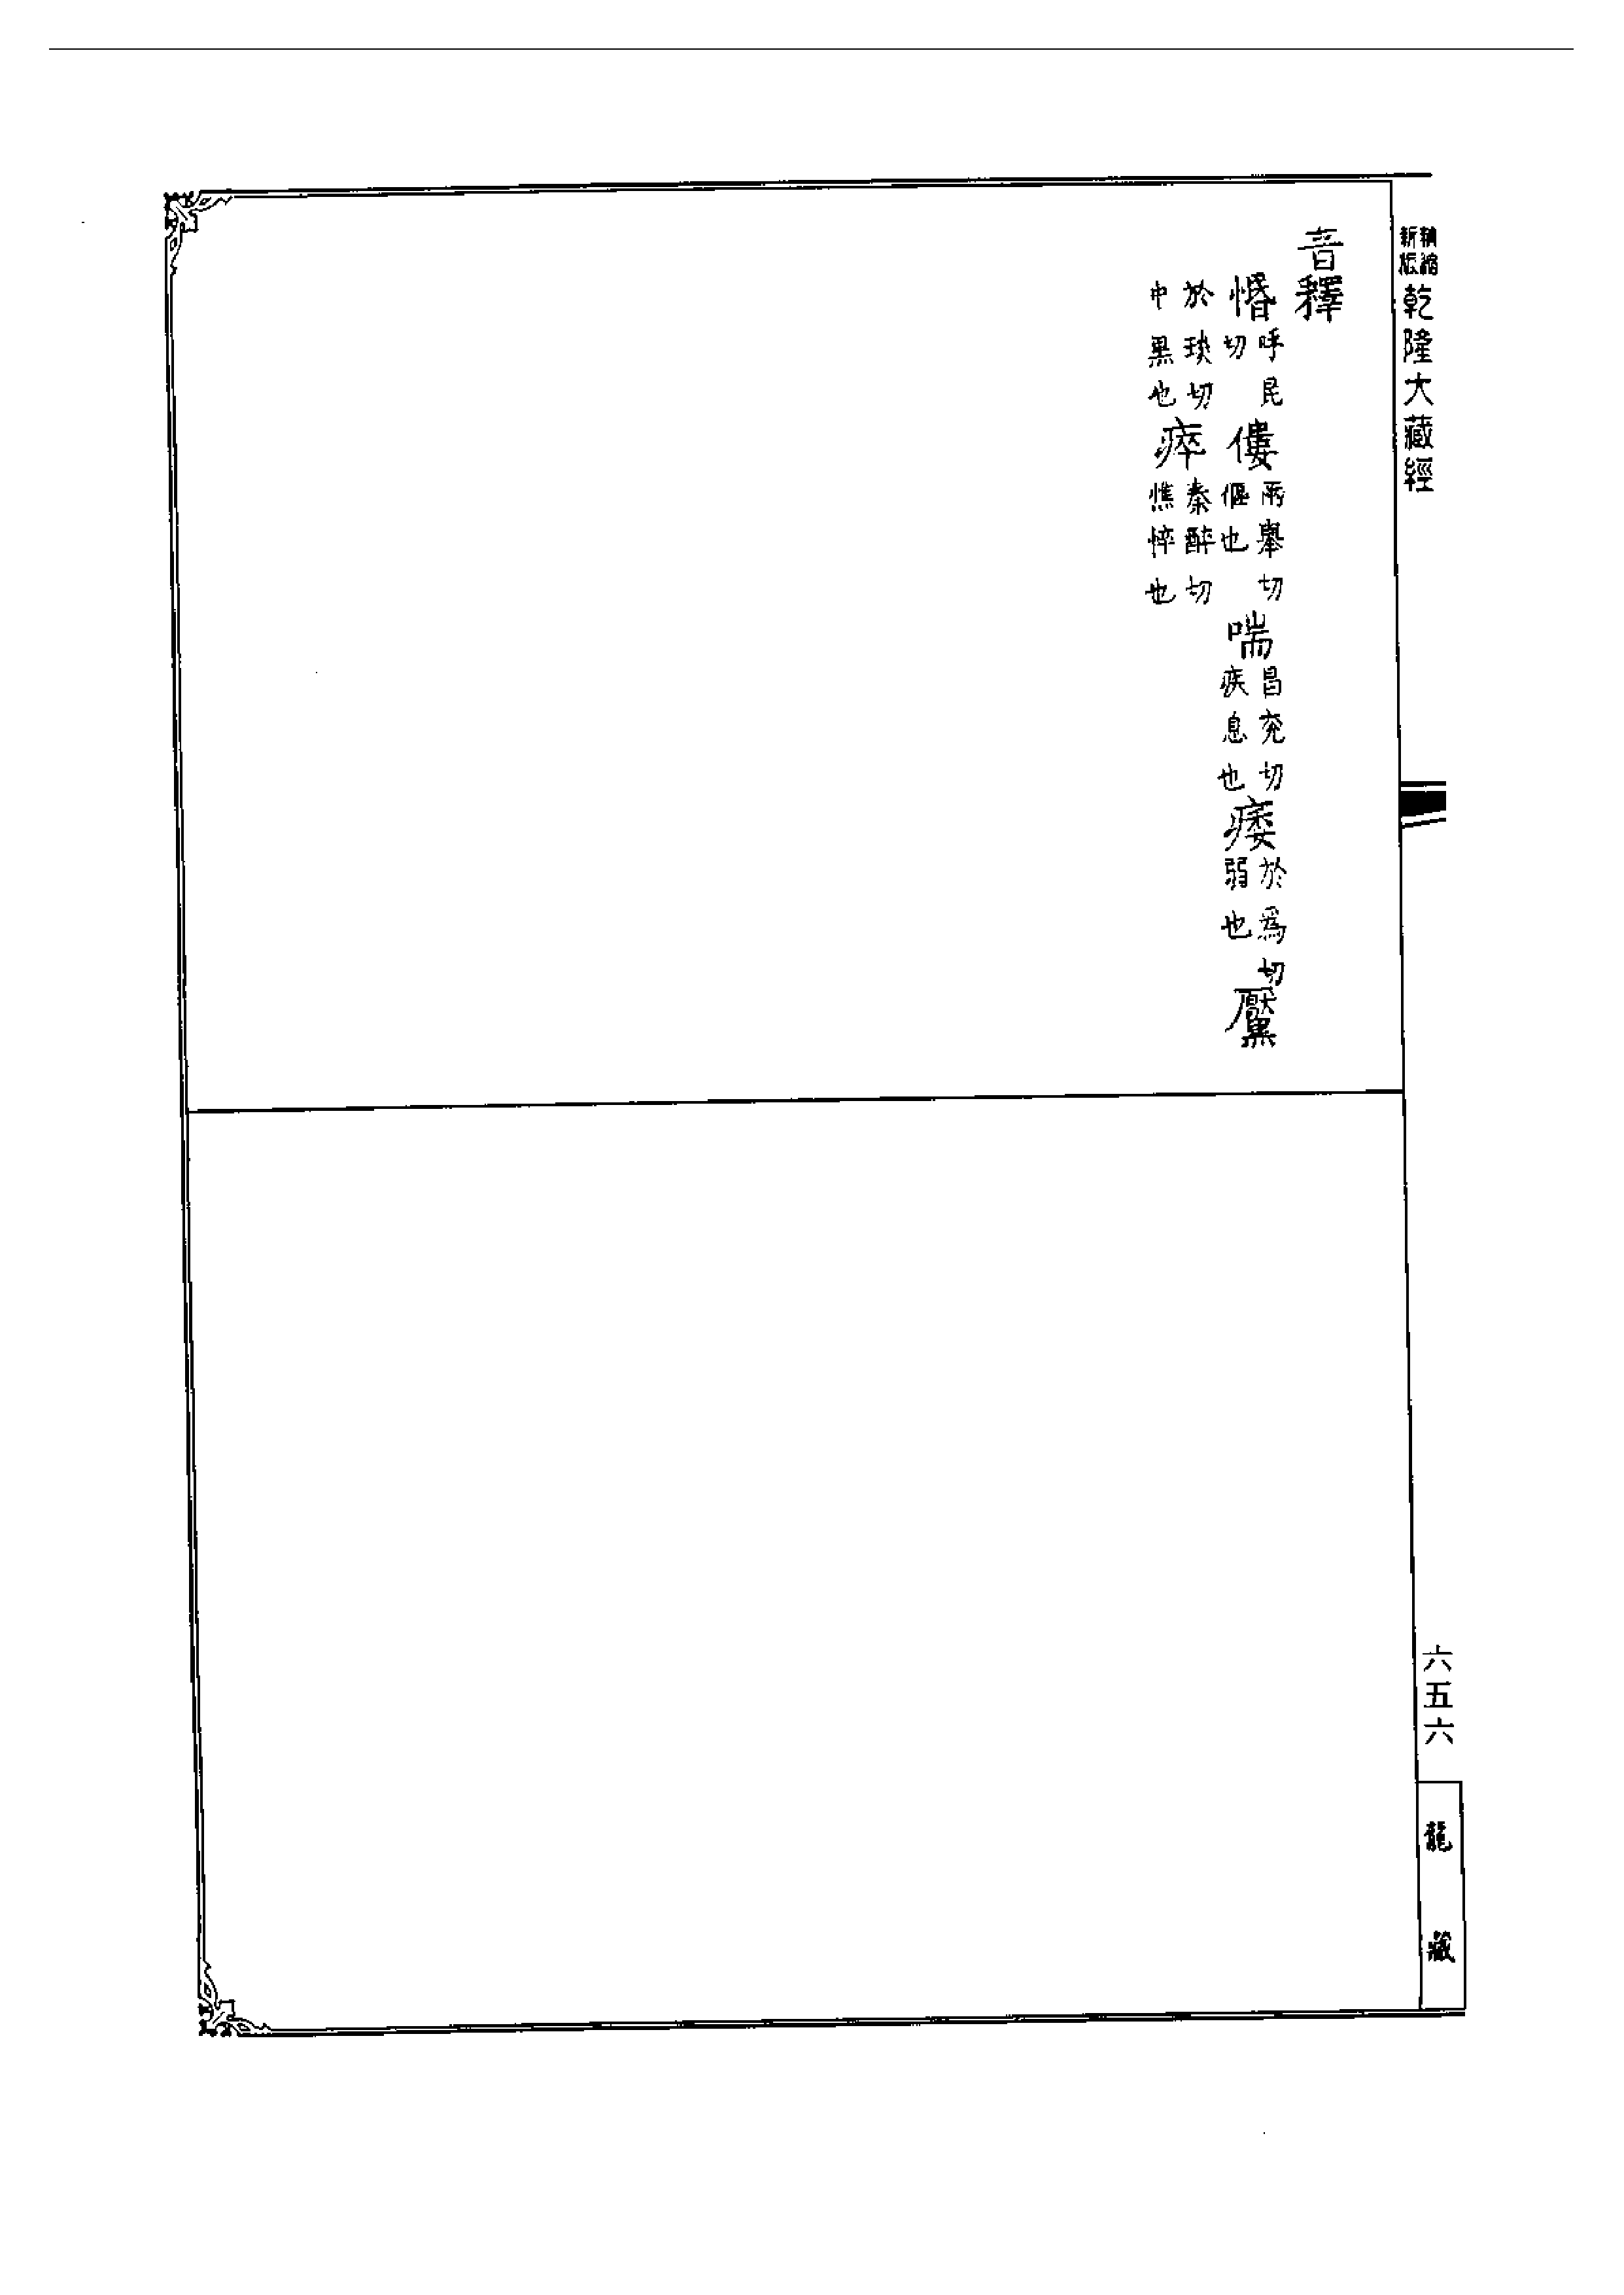 新版 精縮 乾隆大藏經
音釋
惛呼民切 僂兩舉切傴也 喘昌兗切疾息也 痿於爲切弱也 黶
於琰切中黑也 瘁秦醉切憔悴也
六五六
龍藏